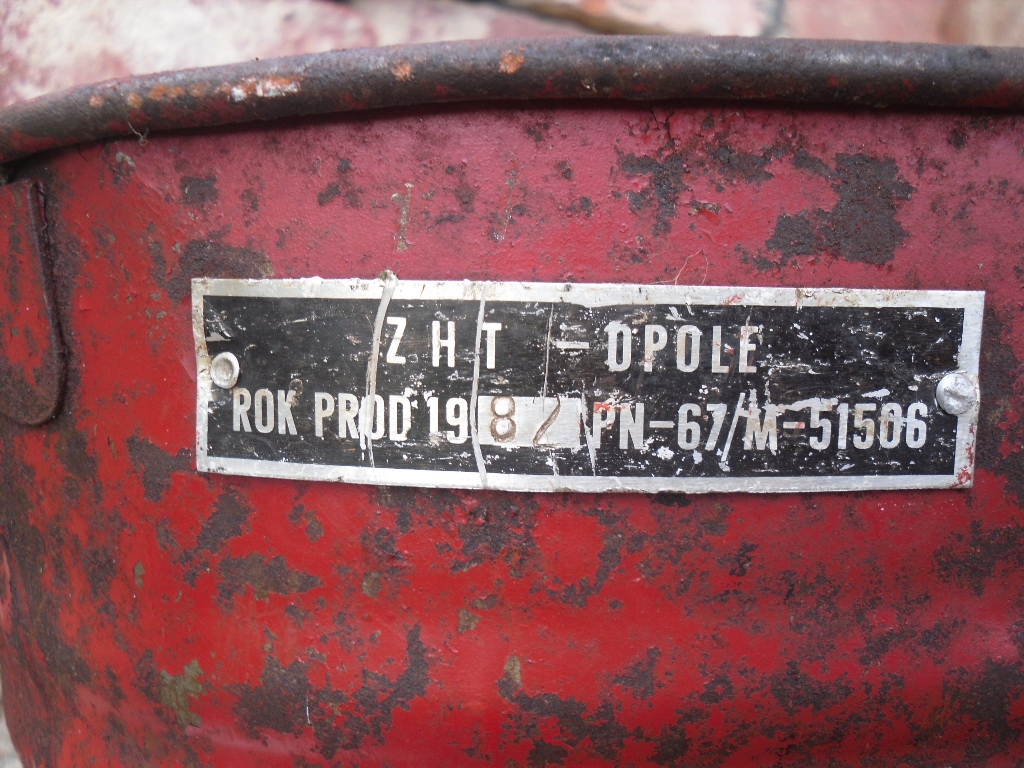 ZHT - OPOLE
ROK PROD 1982 PN-67/M-51506